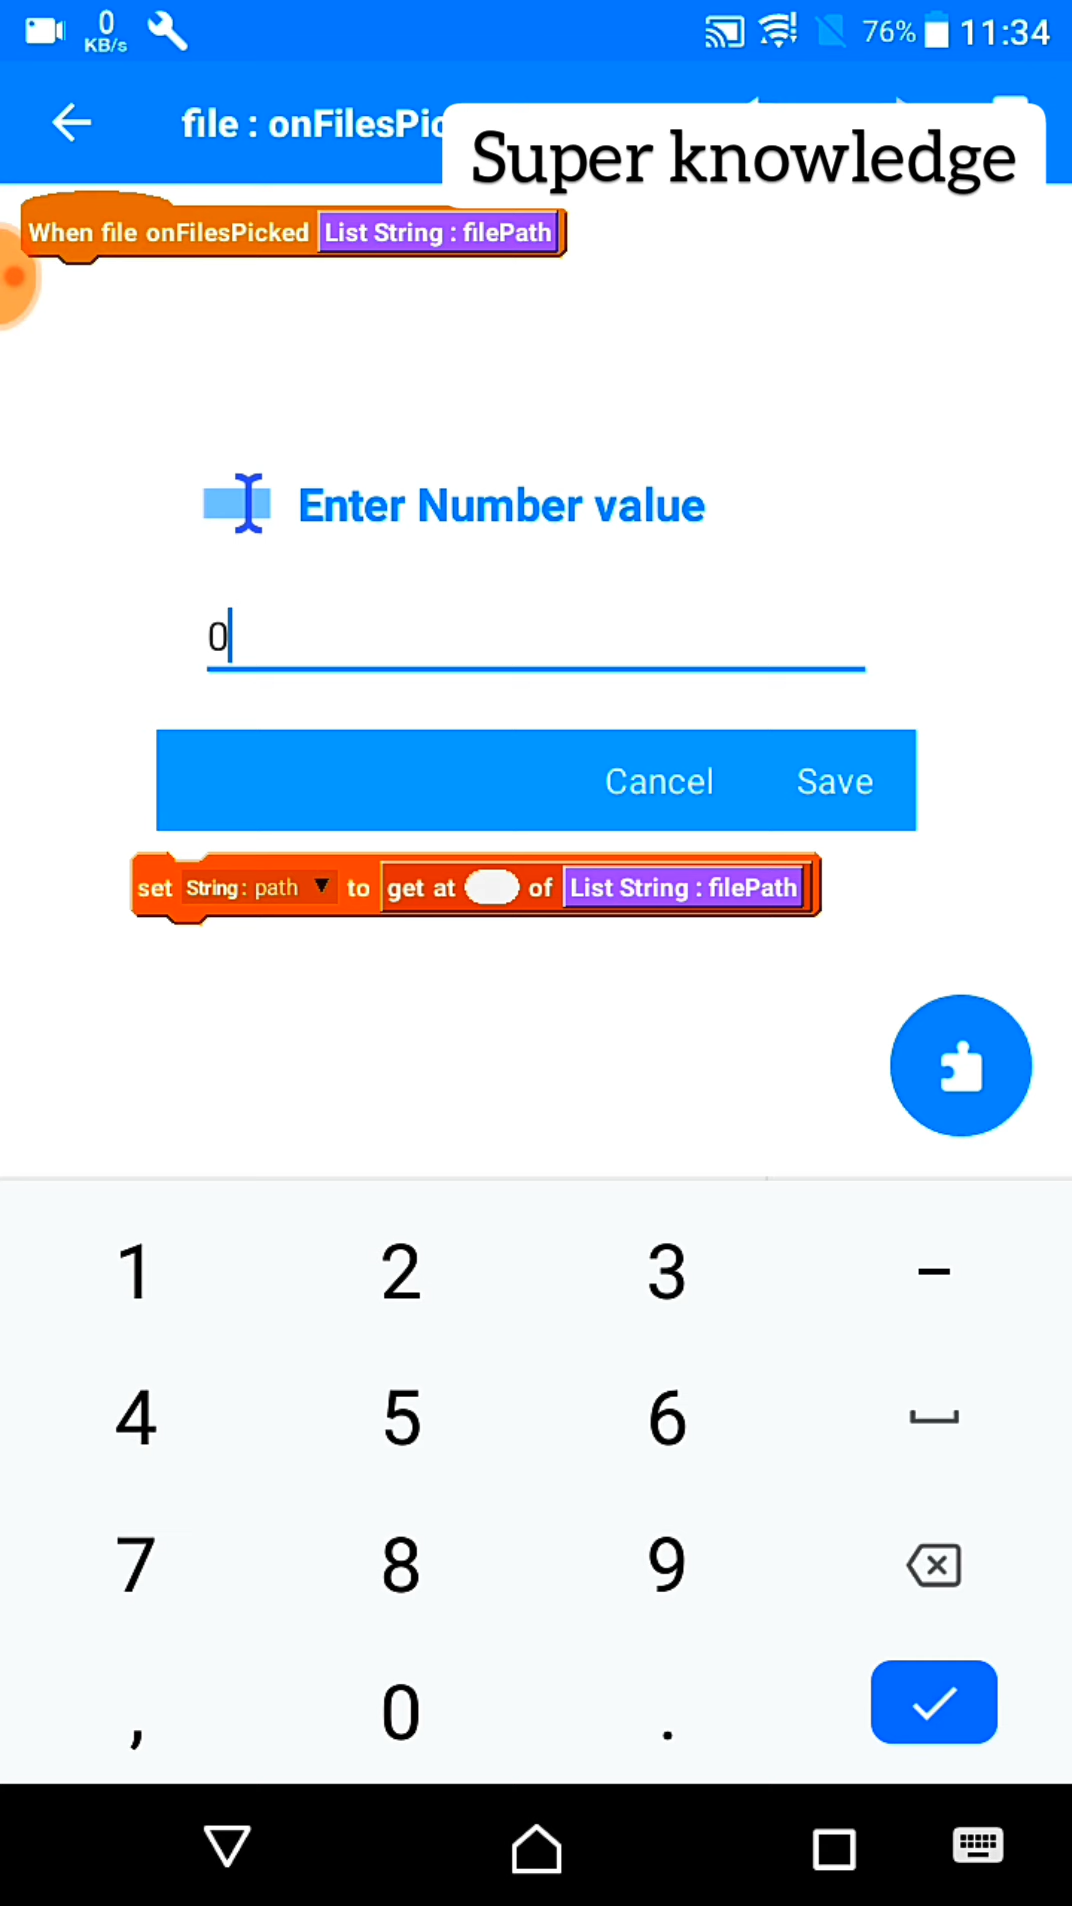 0
KB/s
76%
11:34
file : onFilesPic
Super knowledge
When file onFilesPicked List String : filePath
Enter Number value
0
Cancel Save
set String: path ▼ to get at of List String : filePath
1 2 3 –
4 5 6
7 8 9
, 0 .